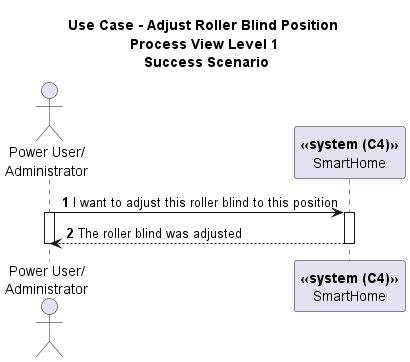 Use Case - Adjust Roller Blind Position
Process View Level 1
Success Scenario
Power User/
Administrator
«system (C4)»
SmartHome
1 I want to adjust this roller blind to this position
2 The roller blind was adjusted
Power User/
Administrator
«system (C4)»
SmartHome